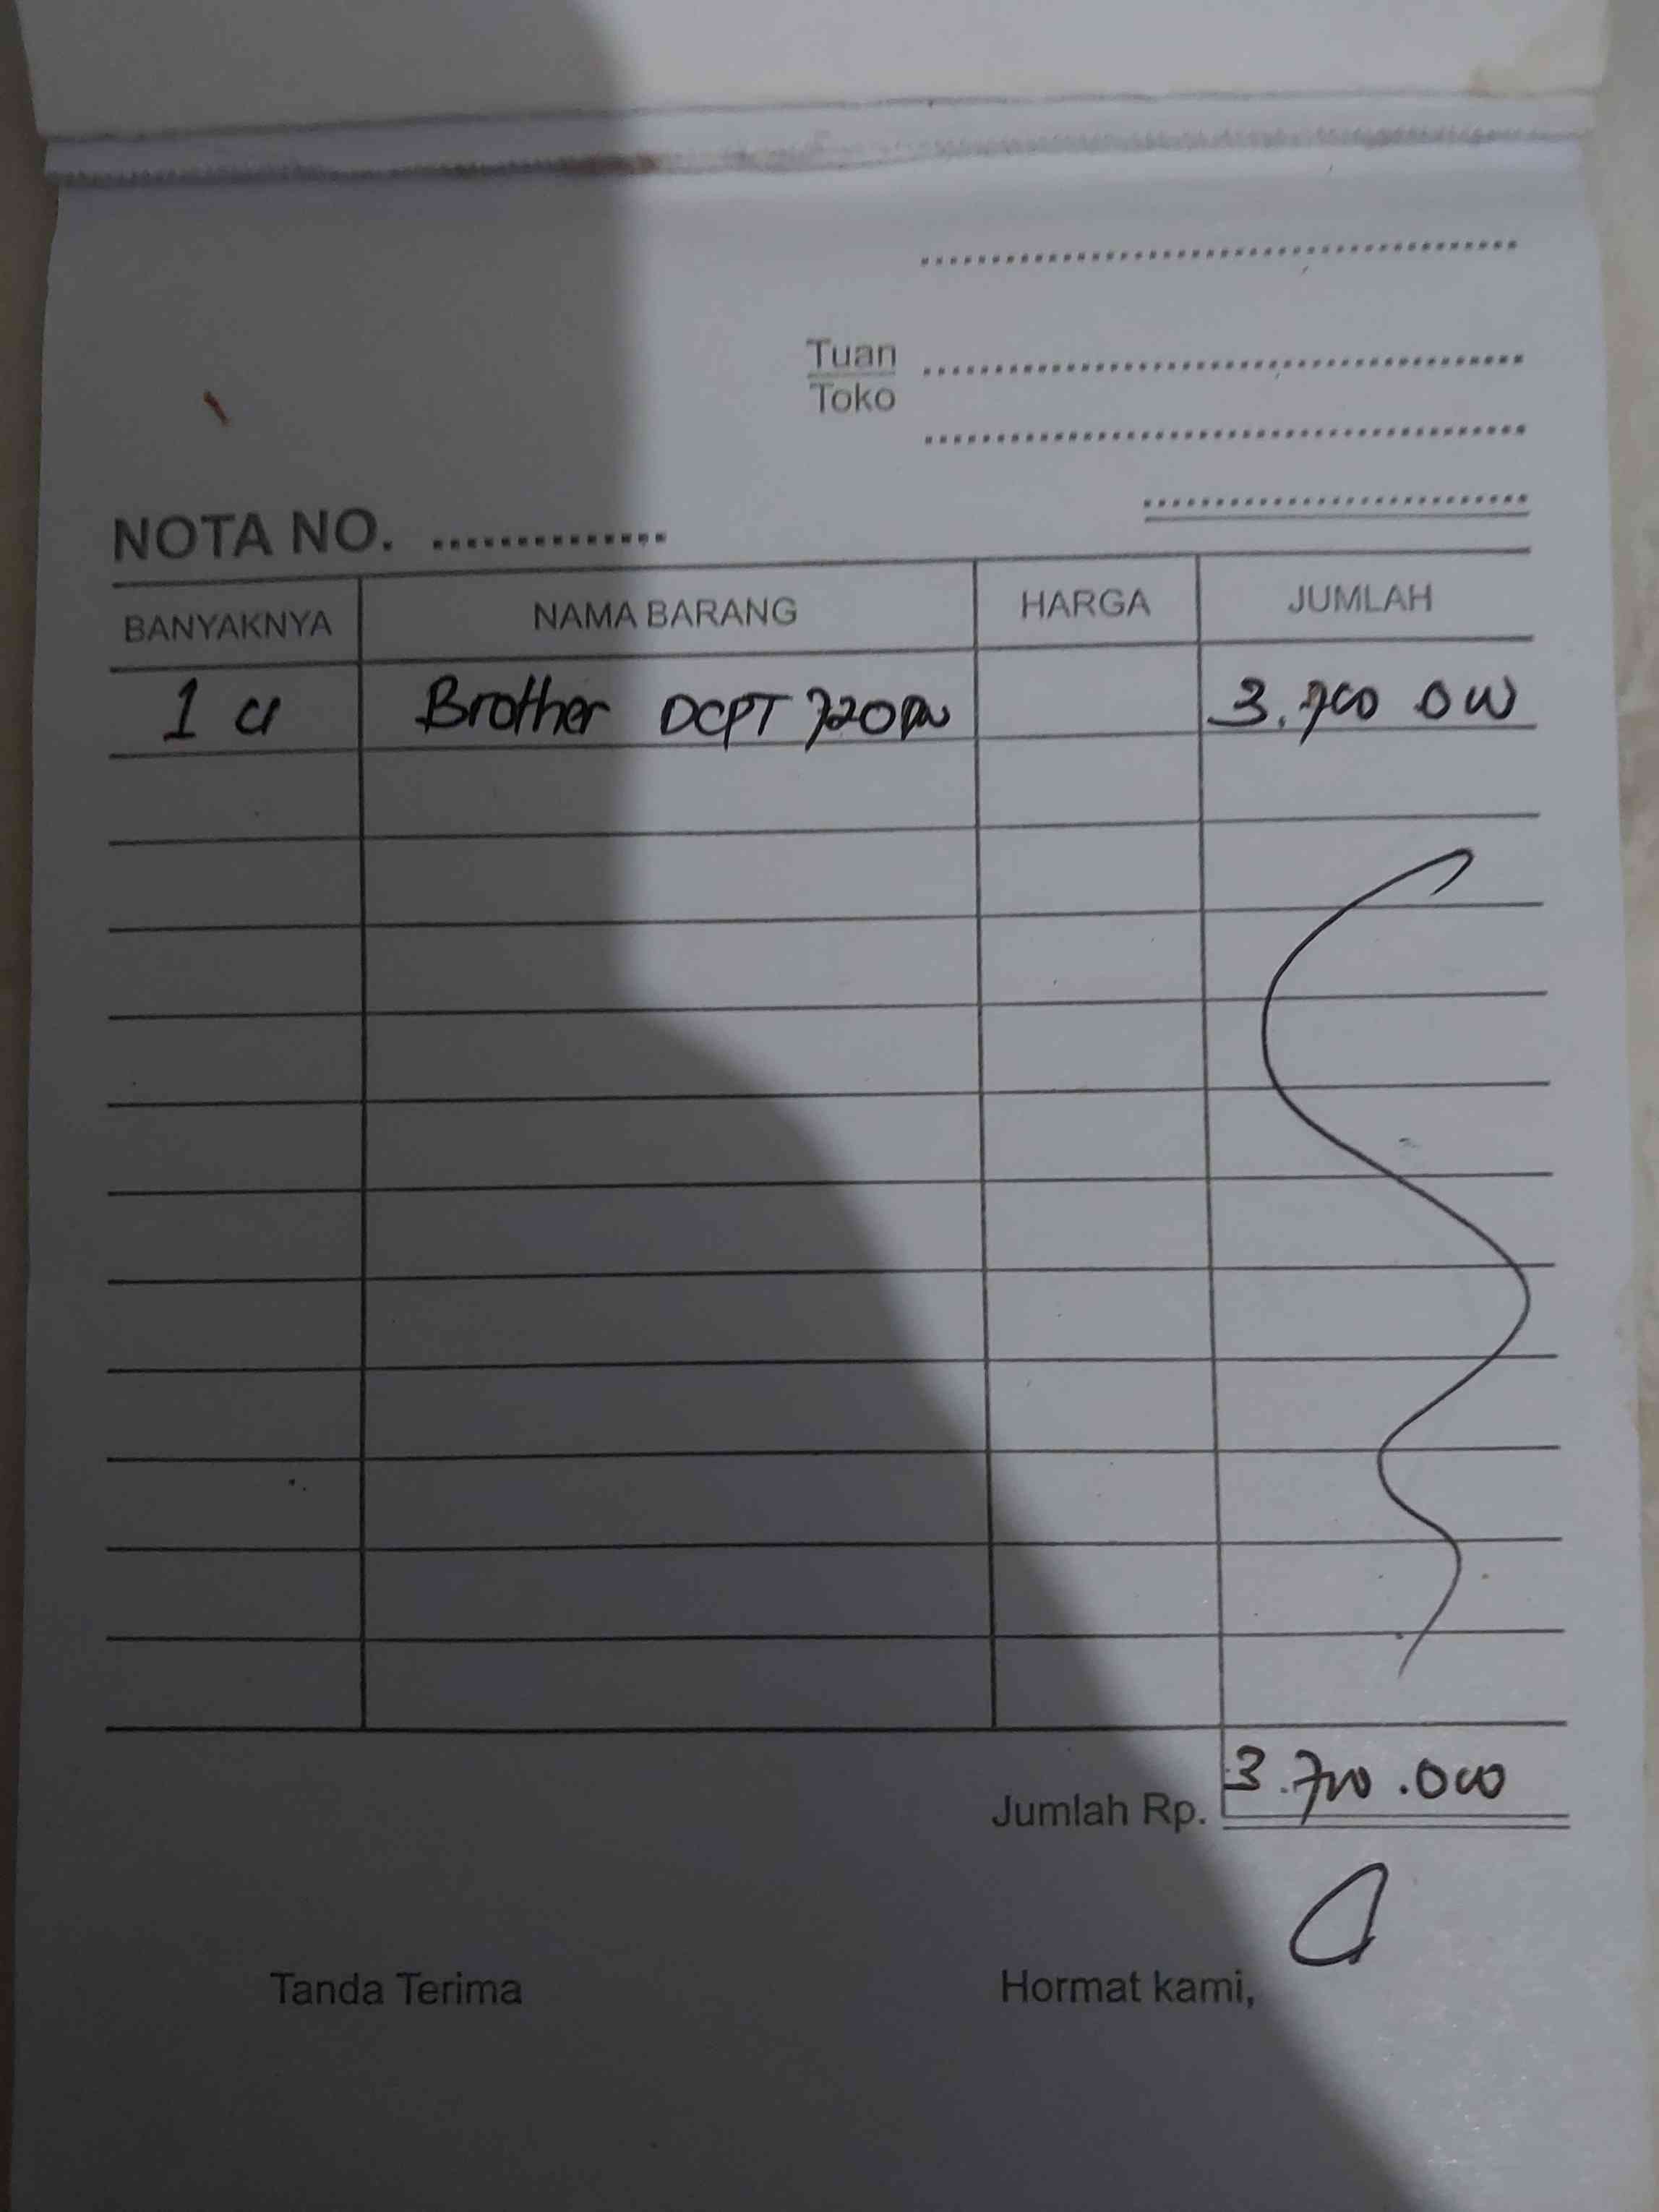 Tuan
Toko
NOTA NO. ...............
BANYAKNYA NAMA BARANG HARGA JUMLAH
1 Brother DCPT 720DW 3.700 000
Jumlah Rp. 3.700.000
Tanda Terima Hormat kami,